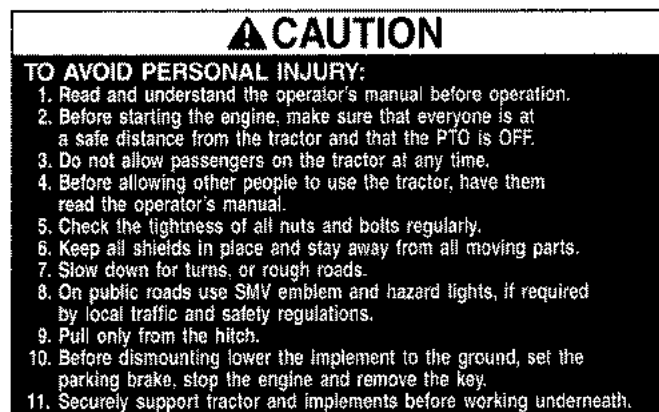 CAUTION
TO AVOID PERSONAL INJURY:
1. Read and understand the operator's manual before operation.
2. Before starting the engine, make sure that everyone is at
a safe distance from the tractor and that the PTO is OFF.
3. Do not allow passengers on the tractor at any time.
4. Before allowing other people to use the tractor, have them
read the operator's manual.
5. Check the tightness of all nuts and bolts regularly.
6. Keep all shields in place and stay away from all moving parts.
7. Slow down for turns, or rough roads.
8. On public roads use SMV emblem and hazard lights, if required
by local traffic and safety regulations.
9. Pull only from the hitch.
10. Before dismounting lower the implement to the ground, set the
parking brake, stop the engine and remove the key.
11. Securely support tractor and implements before working underneath.